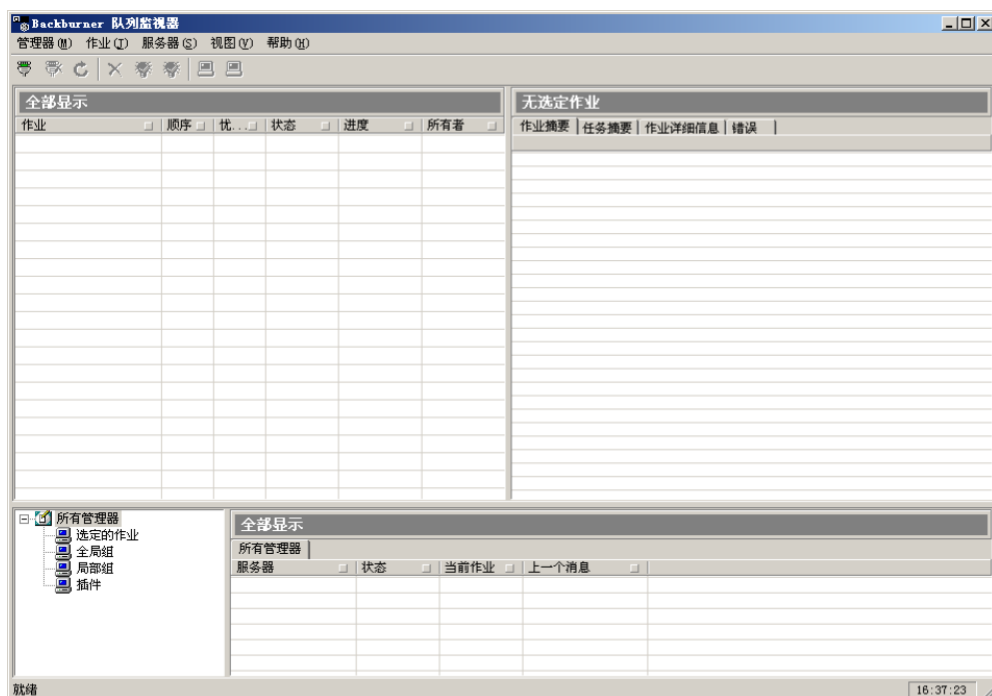 Backburner 队列监视器
管理器(M) 作业(J) 服务器(S) 视图(V) 帮助(H)
全部显示
作业 顺序 忧... 状态 进度 所有者
无选定作业
作业摘要 任务摘要 作业详细信息 错误
所有管理器
选定的作业
全局组
局部组
插件
全部显示
所有管理器
服务器 状态 当前作业 上一个消息
就绪
16:37:23